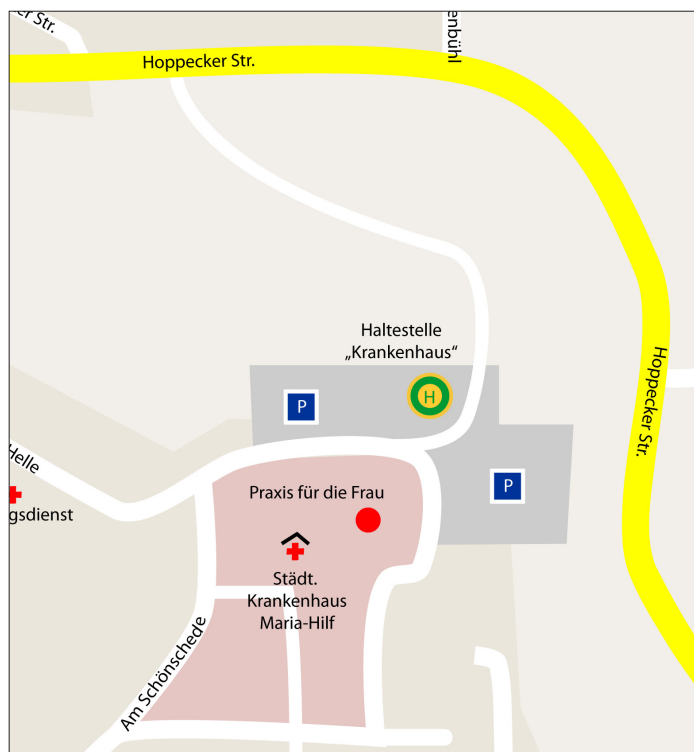 er Str.
enbühl
Hoppecker Str.
Haltestelle
„Krankenhaus“
H
P
Hoppecker Str.
Helle
P
Praxis für die Frau
gsdienst
Städt.
Krankenhaus
Maria-Hilf
Am Schönschede